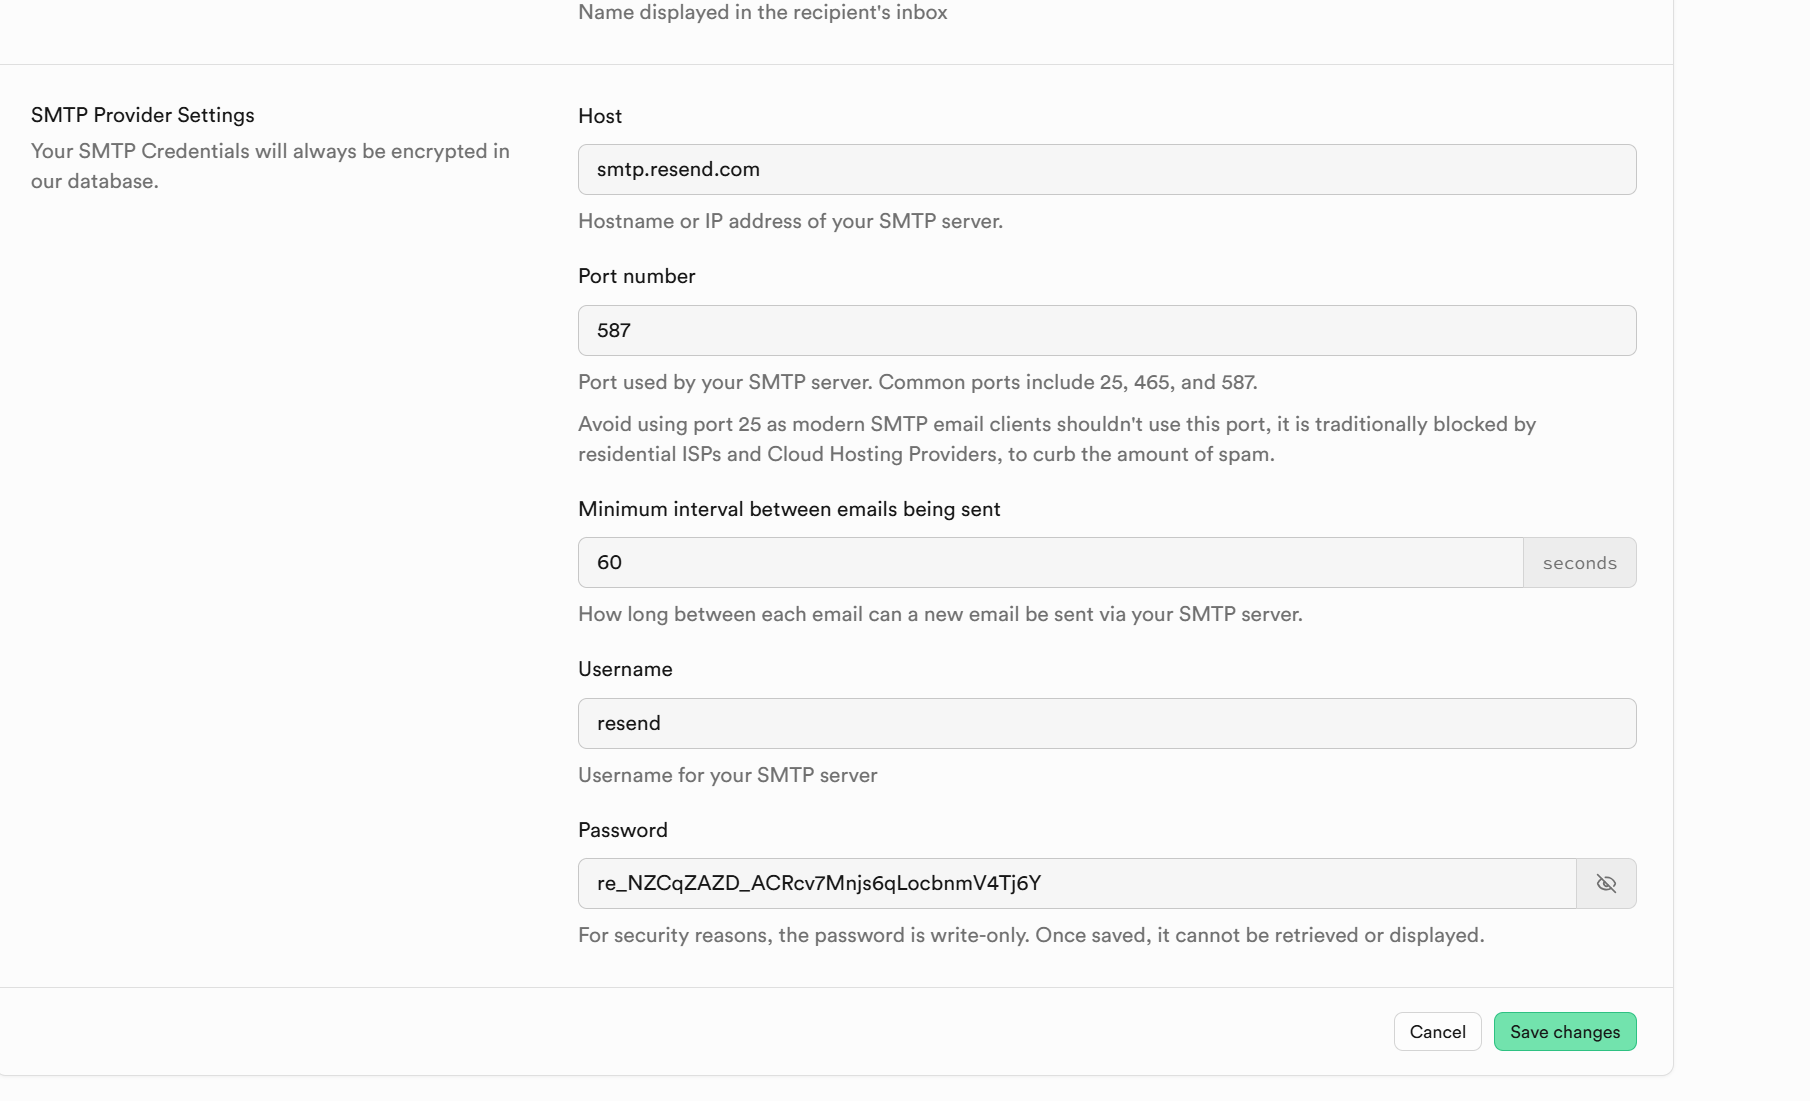 Name displayed in the recipient's inbox
SMTP Provider Settings
Your SMTP Credentials will always be encrypted in
our database.
Host
smtp.resend.com
Hostname or IP address of your SMTP server.
Port number
587
Port used by your SMTP server. Common ports include 25, 465, and 587.
Avoid using port 25 as modern SMTP email clients shouldn't use this port, it is traditionally blocked by
residential ISPs and Cloud Hosting Providers, to curb the amount of spam.
Minimum interval between emails being sent
60
seconds
How long between each email can a new email be sent via your SMTP server.
Username
resend
Username for your SMTP server
Password
re_NZCqZAZD_ACRcv7Mnjs6qLocbnmV4Tj6Y
For security reasons, the password is write-only. Once saved, it cannot be retrieved or displayed.
Cancel
Save changes